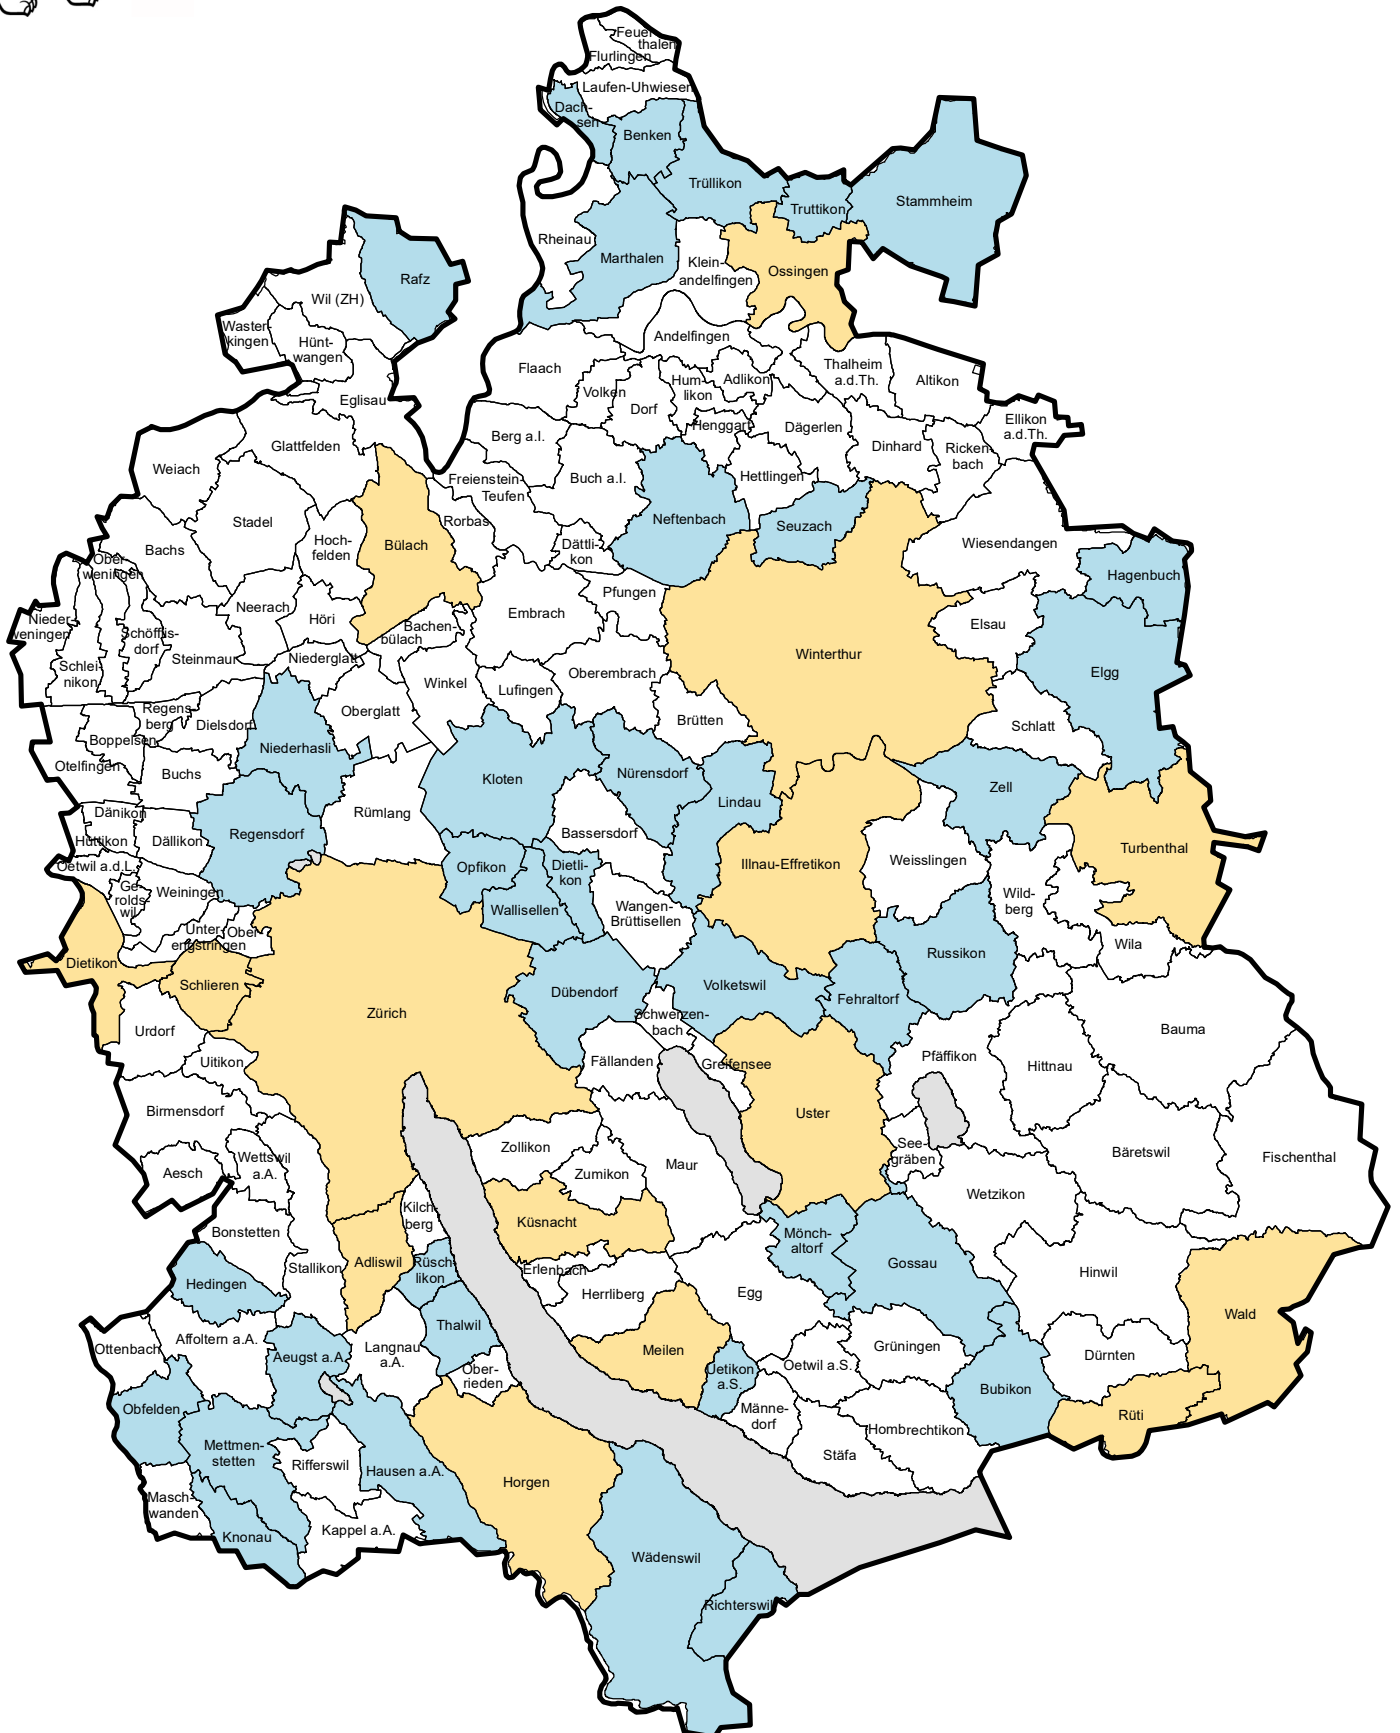 Feuer-
thalen
Flurlingen
Laufen-Uhwiesen
Dach-
sen
Benken
Trüllikon
Truttikon
Stammheim
Rheinau
Marthalen
Klein-
andelfingen
Ossingen
Rafz
Wil (ZH)
Waster-
kingen
Hünt-
wangen
Eglisau
Andelfingen
Flaach
Volken
Dorf
Hum-
likon
Adlikon
Thalheim
a.d.Th.
Altikon
Henggart
Dägerlen
Ellikon
a.d.Th.
Dinhard
Ricken-
bach
Berg a.I.
Buch a.I.
Hettlingen
Glattfelden
Weiach
Freienstein-
Teufen
Stadel
Rorbas
Neftenbach
Seuzach
Wiesendangen
Hoch-
felden
Bülach
Dättli-
kon
Bachs
Ober-
weningen
Hagenbuch
Pfungen
Embrach
Neerach
Höri
Bachen-
bülach
Nieder-
weningen
Schöfflis-
dorf
Steinmaur
Elsau
Schlei-
nikon
Niederglatt
Winkel
Lufingen
Oberembrach
Winterthur
Elgg
Regens-
berg
Dielsdorf
Oberglatt
Brütten
Schlatt
Boppelsen
Niederhasli
Otelfingen
Buchs
Kloten
Nürensdorf
Lindau
Zell
Dänikon
Rümlang
Hüttikon
Dällikon
Regensdorf
Bassersdorf
Oetwil a.d.L.
Opfikon
Dietli-
kon
Illnau-Effretikon
Weisslingen
Turbenthal
Ge-
rolds-
wil
Weiningen
Wallisellen
Wangen-
Brüttisellen
Wild-
berg
Unter-
engstringen
Ober-
Wila
Dietikon
Russikon
Schlieren
Zürich
Dübendorf
Volketswil
Fehraltorf
Urdorf
Schwerzen-
bach
Bauma
Uitikon
Fällanden
Greifensee
Pfäffikon
Hittnau
Birmensdorf
Uster
Zollikon
See-
gräben
Bäretswil
Fischenthal
Aesch
Wettswil
a.A.
Zumikon
Maur
Wetzikon
Kilch-
berg
Küsnacht
Bonstetten
Mönch-
altorf
Stallikon
Adliswil
Rüsch-
likon
Erlenbach
Gossau
Hinwil
Hedingen
Herrliberg
Egg
Wald
Thalwil
Affoltern a.A.
Ottenbach
Aeugst a.A.
Langnau
a.A.
Meilen
Grüningen
Dürnten
Ober-
rieden
Uetikon
a.S.
Oetwil a.S.
Bubikon
Obfelden
Männe-
dorf
Rüti
Hombrechtikon
Mettmen-
stetten
Rifferswil
Hausen a.A.
Horgen
Stäfa
Masch-
wanden
Knonau
Kappel a.A.
Wädenswil
Richterswil